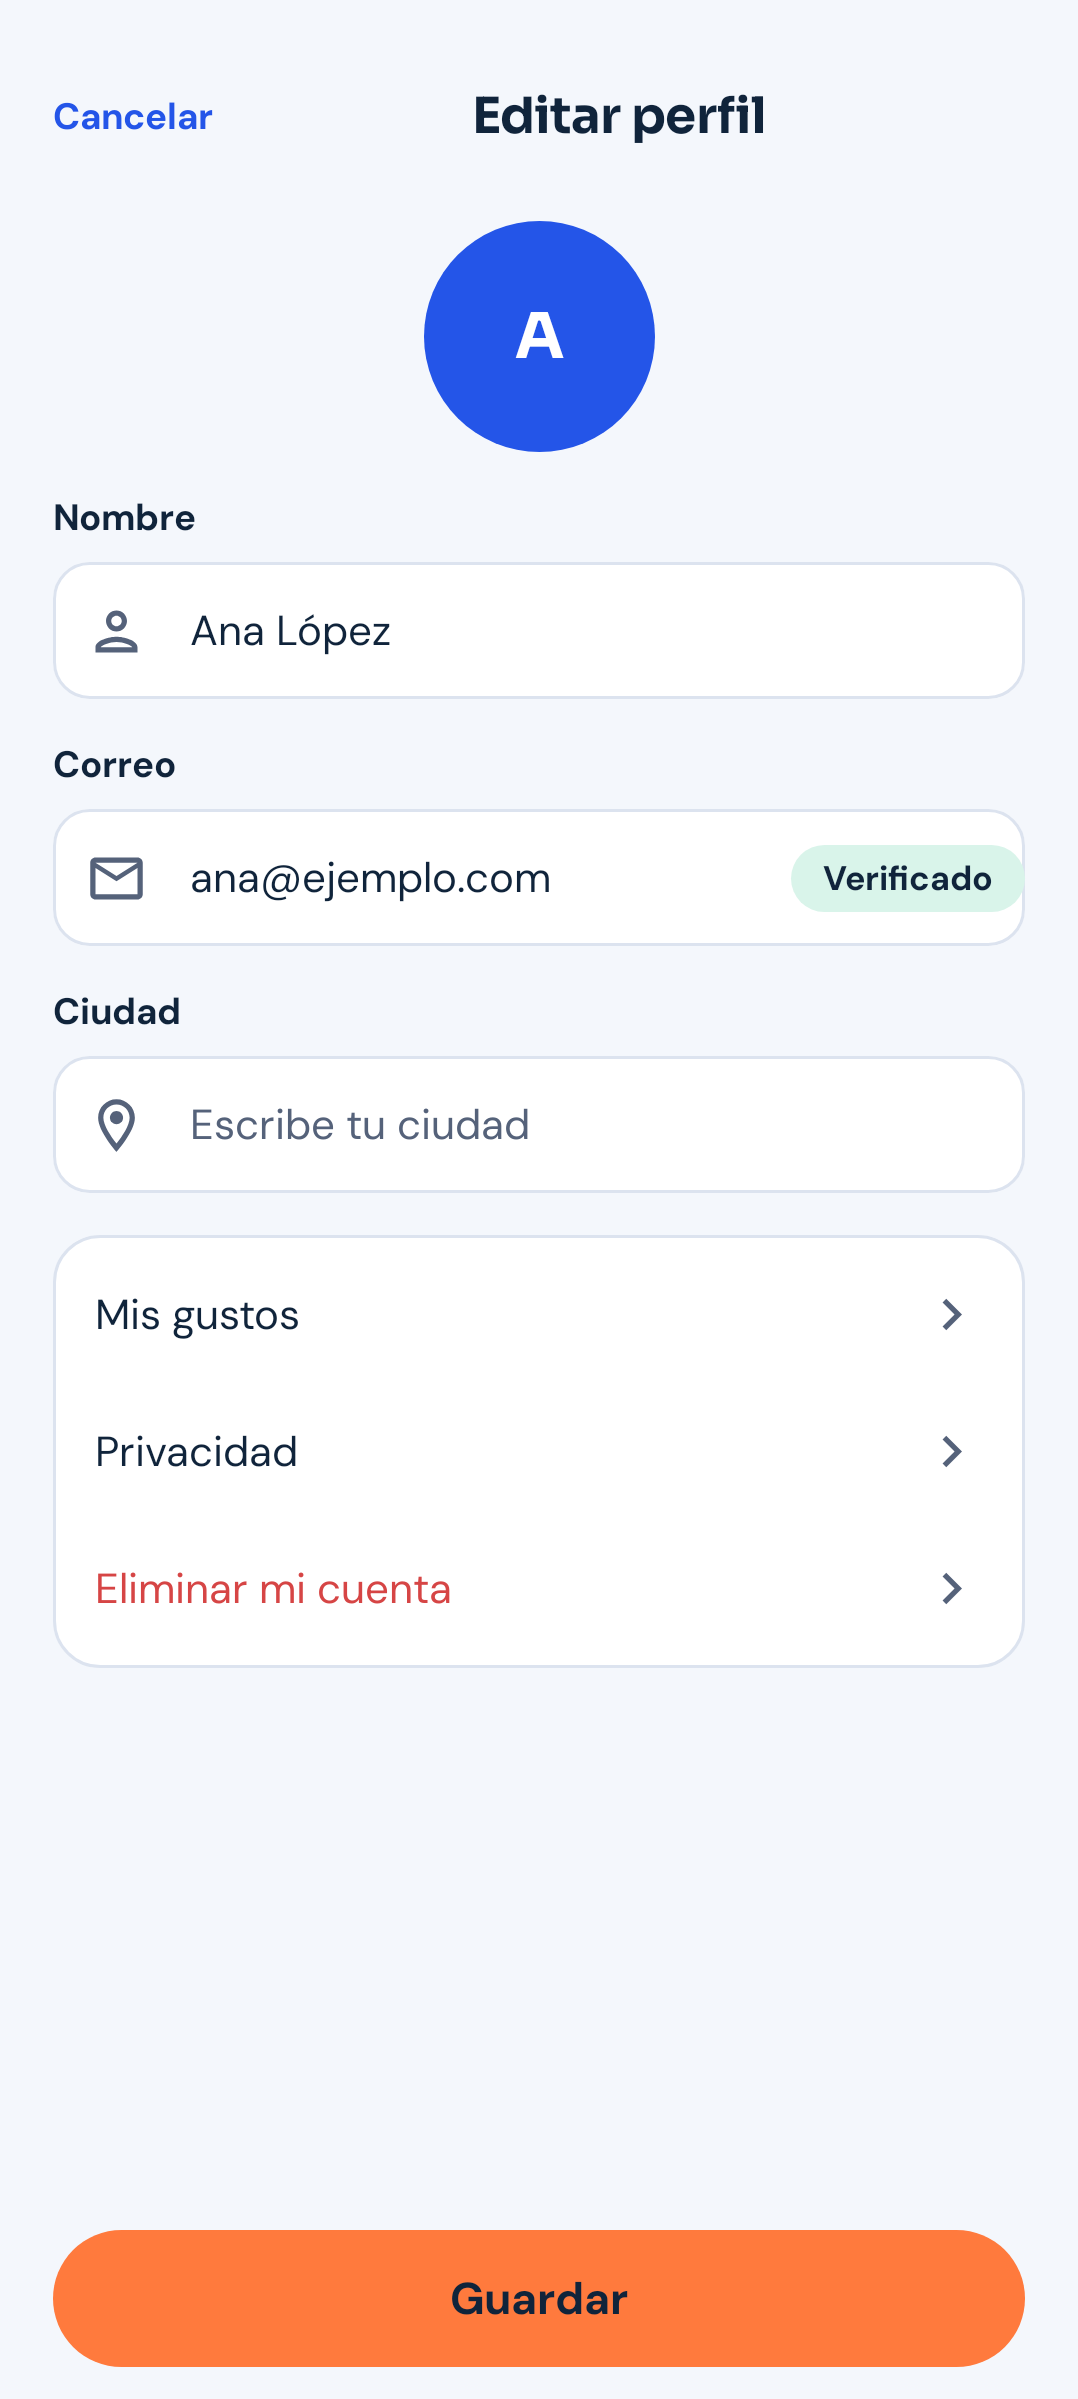 Cancelar
Editar perfil
A
Nombre
Ana López
Correo
ana@ejemplo.com
Verificado
Ciudad
Escribe tu ciudad
Mis gustos
Privacidad
Eliminar mi cuenta
Guardar